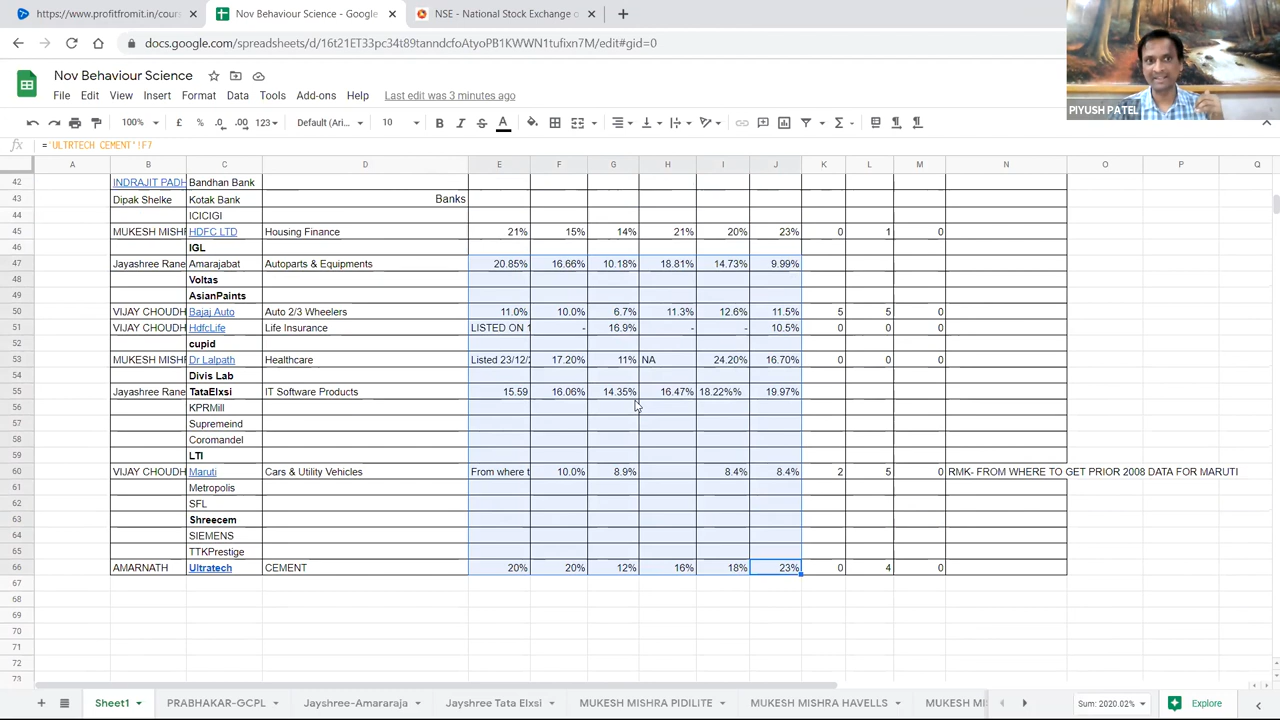 https://www.profitfromit.in/cour
Nov Behaviour Science - Google
NSE - National Stock Exchange o
docs.google.com/spreadsheets/d/16t21ET33pc34t89tanndcfoAtyoPB1KWWN1tufixn7M/edit#gid=0
Nov Behaviour Science
File Edit View Insert Format Data Tools Add-ons Help Last edit was 3 minutes ago
PIYUSH PATEL
100% £ % .0 .00 123 Default (Ari... 10
='ULTRTECH CEMENT'!F7
A B C D E F G H I J K L M N O P Q
42 INDRAJIT PADH Bandhan Bank
43 Dipak Shelke Kotak Bank Banks
44 ICICIGI
45 MUKESH MISHR HDFC LTD Housing Finance 21% 15% 14% 21% 20% 23% 0 1 0
46 IGL
47 Jayashree Rane Amarajabat Autoparts & Equipments 20.85% 16.66% 10.18% 18.81% 14.73% 9.99%
48 Voltas
49 AsianPaints
50 VIJAY CHOUDH Bajaj Auto Auto 2/3 Wheelers 11.0% 10.0% 6.7% 11.3% 12.6% 11.5% 5 5 0
51 VIJAY CHOUDH HdfcLife Life Insurance LISTED ON 1 - 16.9% - - 10.5% 0 0 0
52 cupid
53 MUKESH MISHR Dr Lalpath Healthcare Listed 23/12/2 17.20% 11% NA 24.20% 16.70% 0 0 0
54 Divis Lab
55 Jayashree Rane TataElxsi IT Software Products 15.59 16.06% 14.35% 16.47% 18.22%% 19.97%
56 KPRMill
57 Supremeind
58 Coromandel
59 LTI
60 VIJAY CHOUDH Maruti Cars & Utility Vehicles From where t 10.0% 8.9% 8.4% 8.4% 2 5 0 RMK- FROM WHERE TO GET PRIOR 2008 DATA FOR MARUTI
61 Metropolis
62 SFL
63 Shreecem
64 SIEMENS
65 TTKPrestige
66 AMARNATH Ultratech CEMENT 20% 20% 12% 16% 18% 23% 0 4 0
67
68
69
70
71
72
73
Sheet1 PRABHAKAR-GCPL Jayshree-Amararaja Jayshree Tata Elxsi MUKESH MISHRA PIDILITE MUKESH MISHRA HAVELLS MUKESH MI Sum: 2020.02% Explore